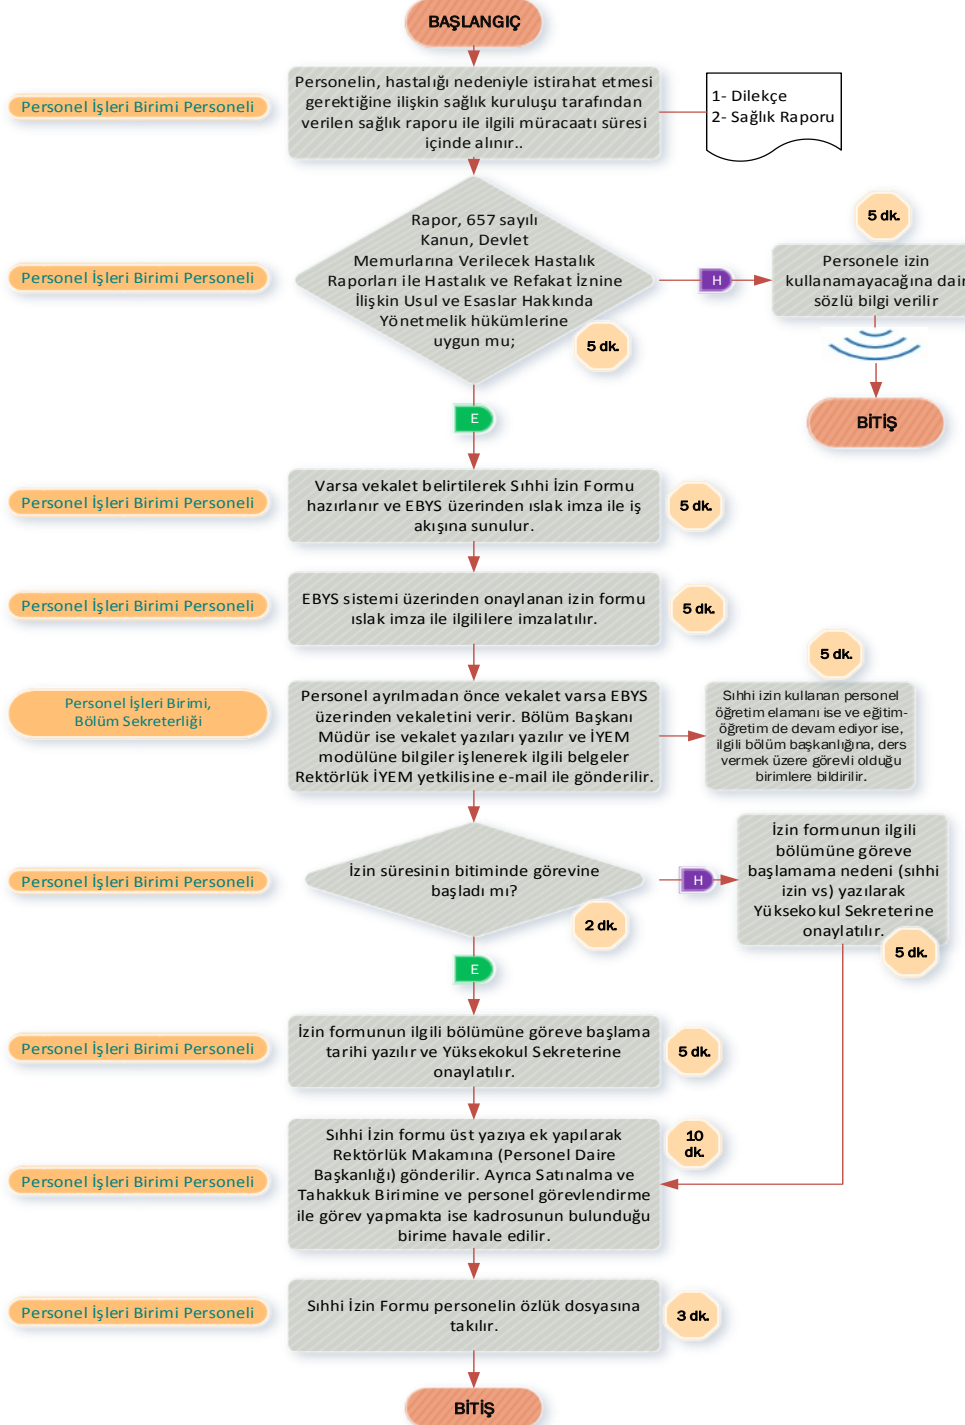 BAŞLANGIÇ
Personel İşleri Birimi Personeli
Personelin, hastalığı nedeniyle istirahat etmesi
gerektiğine ilişkin sağlık kuruluşu tarafından
verilen sağlık raporu ile ilgili müracaatı süresi
içinde alınır..
1- Dilekçe
2- Sağlık Raporu
Personel İşleri Birimi Personeli
Rapor, 657 sayılı
Kanun, Devlet
Memurlarına Verilecek Hastalık
Raporları ile Hastalık ve Refakat İznine
İlişkin Usul ve Esaslar Hakkında
Yönetmelik hükümlerine
uygun mu;
5 dk.
H
5 dk.
Personele izin
kullanamayacağına dair
sözlü bilgi verilir
BİTİŞ
E
Personel İşleri Birimi Personeli
Varsa vekalet belirtilerek Sıhhi İzin Formu
hazırlanır ve EBYS üzerinden ıslak imza ile iş
akışına sunulur.
5 dk.
Personel İşleri Birimi Personeli
EBYS sistemi üzerinden onaylanan izin formu
ıslak imza ile ilgililere imzalatılır.
5 dk.
Personel İşleri Birimi,
Bölüm Sekreterliği
Personel ayrılmadan önce vekalet varsa EBYS
üzerinden vekaletini verir. Bölüm Başkanı
Müdür ise vekalet yazıları yazılır ve İYEM
modülüne bilgiler işlenerek ilgili belgeler
Rektörlük İYEM yetkilisine e-mail ile gönderilir.
5 dk.
Sıhhi izin kullanan personel
öğretim elamanı ise ve eğitim-
öğretim de devam ediyor ise,
ilgili bölüm başkanlığına, ders
vermek üzere görevli olduğu
birimlere bildirilir.
Personel İşleri Birimi Personeli
İzin süresinin bitiminde görevine
başladı mı?
2 dk.
H
İzin formunun ilgili
bölümüne göreve
başlamama nedeni (sıhhi
izin vs) yazılarak
Yüksekokul Sekreterine
onaylatılır.
5 dk.
E
Personel İşleri Birimi Personeli
İzin formunun ilgili bölümüne göreve başlama
tarihi yazılır ve Yüksekokul Sekreterine
onaylatılır.
5 dk.
Personel İşleri Birimi Personeli
Sıhhi İzin formu üst yazıya ek yapılarak
Rektörlük Makamına (Personel Daire
Başkanlığı) gönderilir. Ayrıca Satınalma ve
Tahakkuk Birimine ve personel görevlendirme
ile görev yapmakta ise kadrosunun bulunduğu
birime havale edilir.
10
dk.
Personel İşleri Birimi Personeli
Sıhhi İzin Formu personelin özlük dosyasına
takılır.
3 dk.
BİTİŞ